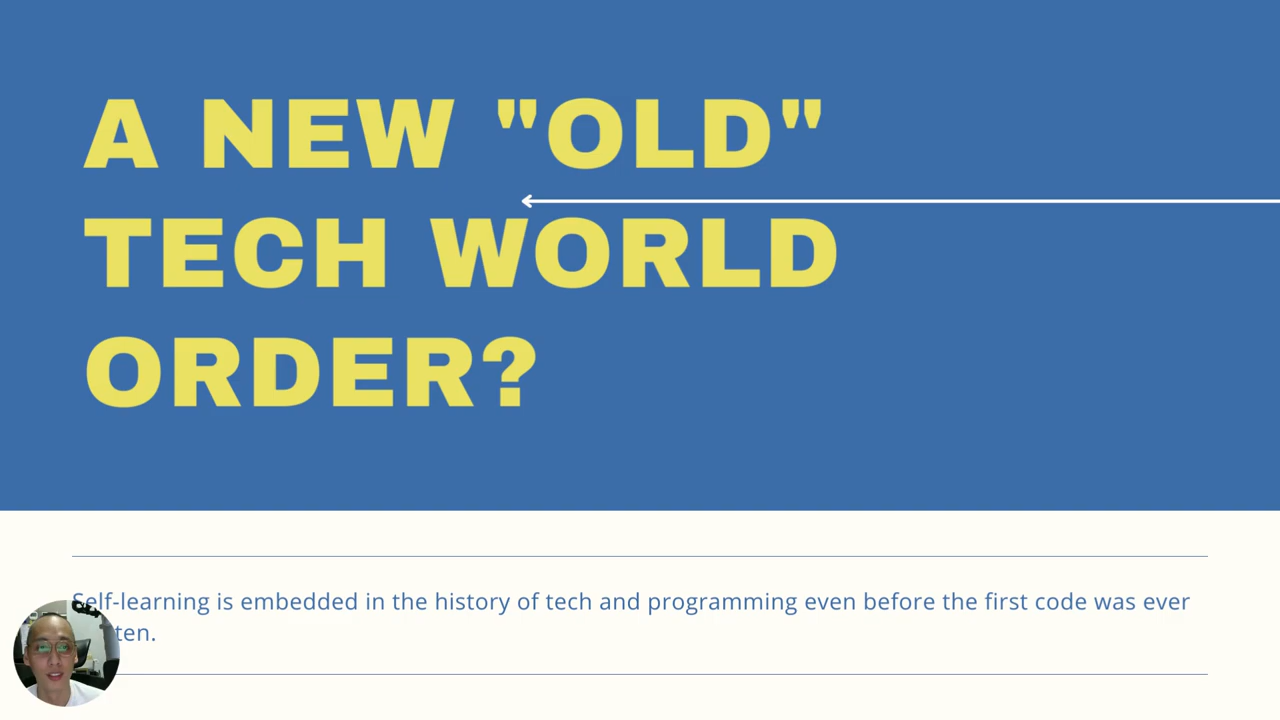 A NEW "OLD"
TECH WORLD
ORDER?
Self-learning is embedded in the history of tech and programming even before the first code was ever
ten.